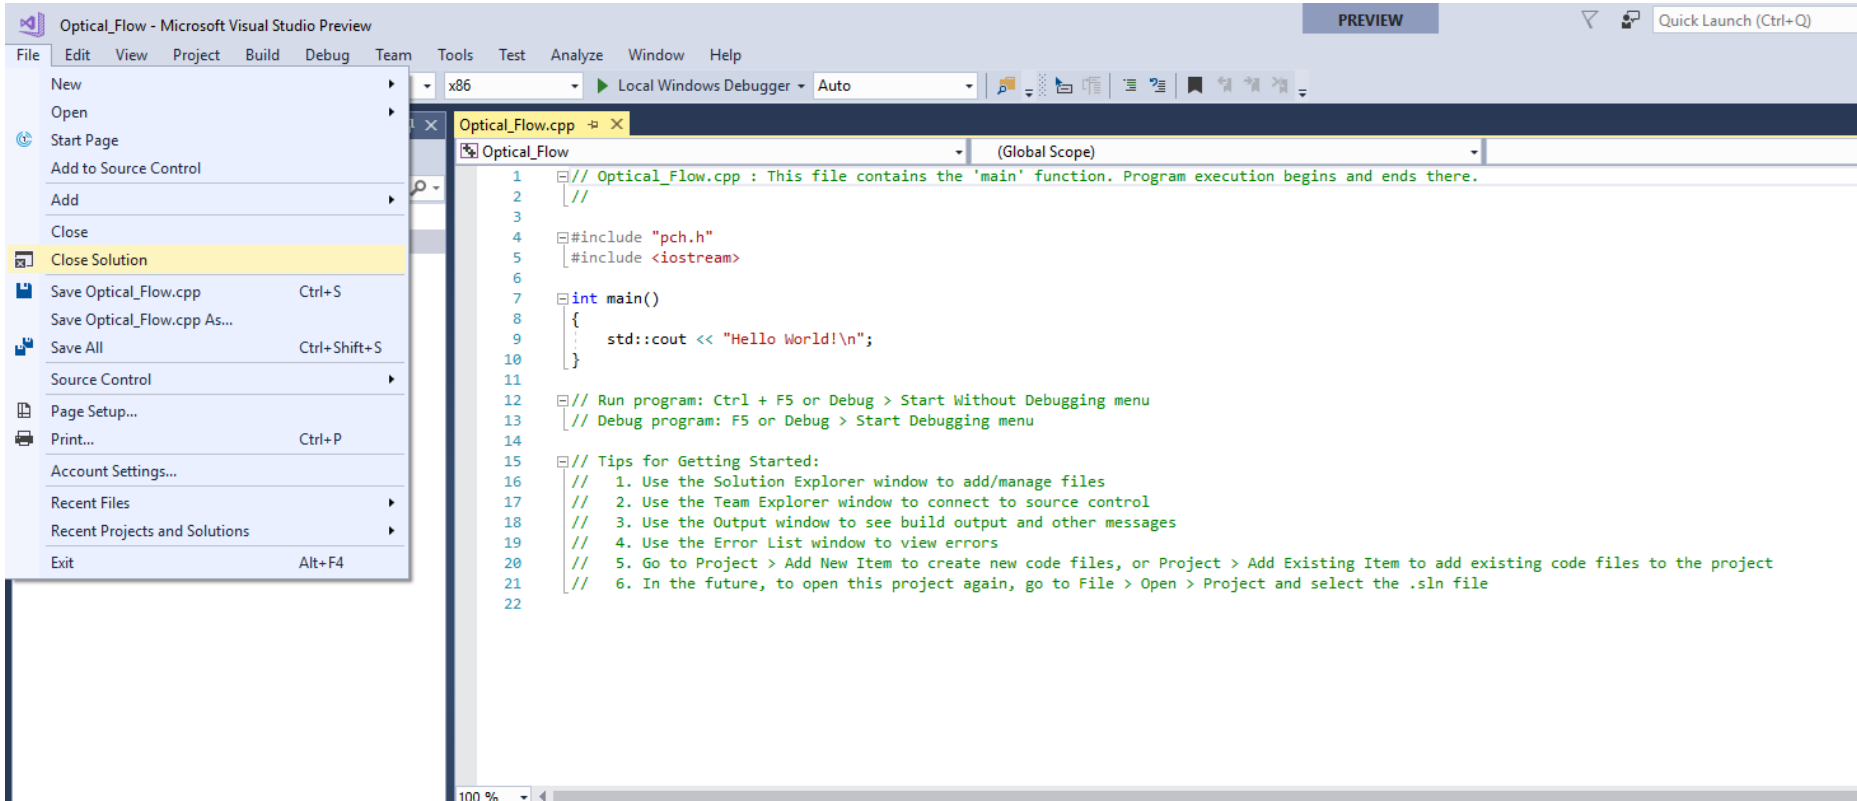 Optical_Flow - Microsoft Visual Studio Preview
PREVIEW
Quick Launch (Ctrl+Q)
File Edit View Project Build Debug Team Tools Test Analyze Window Help
x86 Local Windows Debugger Auto
New
Open
Start Page
Add to Source Control
Add
Close
Close Solution
Save Optical_Flow.cpp Ctrl+S
Save Optical_Flow.cpp As...
Save All Ctrl+Shift+S
Source Control
Page Setup...
Print... Ctrl+P
Account Settings...
Recent Files
Recent Projects and Solutions
Exit Alt+F4
Optical_Flow.cpp
Optical_Flow (Global Scope)
1 // Optical_Flow.cpp : This file contains the 'main' function. Program execution begins and ends there.
2 //
3
4 #include "pch.h"
5 #include <iostream>
6
7 int main()
8 {
9 std::cout << "Hello World!\n";
10 }
11
12 // Run program: Ctrl + F5 or Debug > Start Without Debugging menu
13 // Debug program: F5 or Debug > Start Debugging menu
14
15 // Tips for Getting Started:
16 // 1. Use the Solution Explorer window to add/manage files
17 // 2. Use the Team Explorer window to connect to source control
18 // 3. Use the Output window to see build output and other messages
19 // 4. Use the Error List window to view errors
20 // 5. Go to Project > Add New Item to create new code files, or Project > Add Existing Item to add existing code files to the project
21 // 6. In the future, to open this project again, go to File > Open > Project and select the .sln file
22
100 %